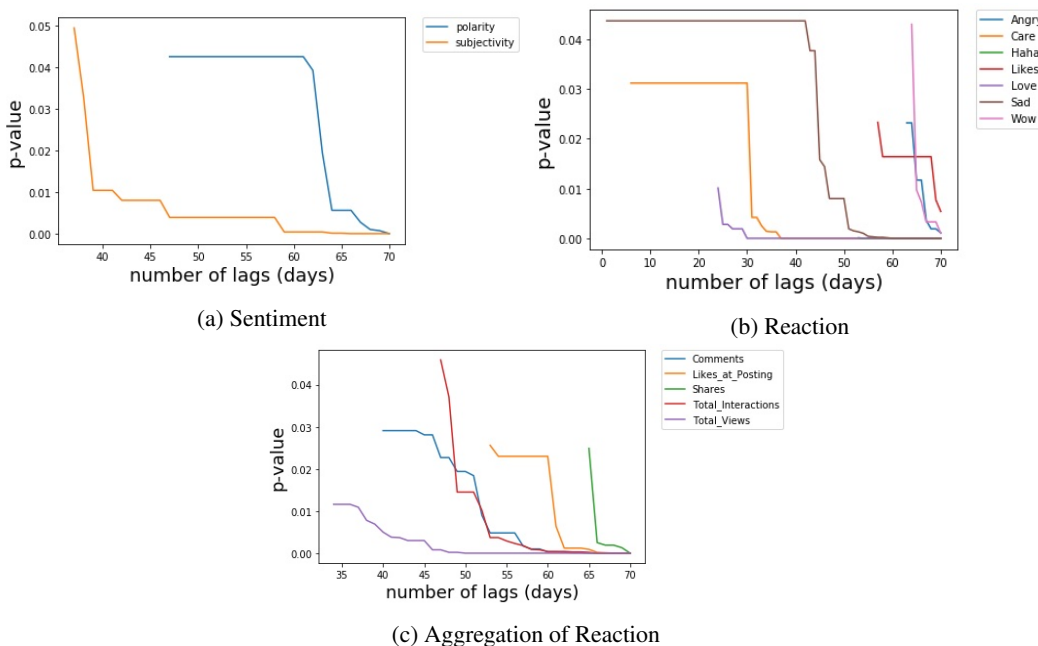 polarity
subjectivity
0.05
0.04
0.03
0.02
0.01
0.00
p-value
40 45 50 55 60 65 70
number of lags (days)
(a) Sentiment
Angry
Care
Haha
Likes
Love
Sad
Wow
0.04
0.03
0.02
0.01
0.00
p-value
0 10 20 30 40 50 60 70
number of lags (days)
(b) Reaction
Comments
Likes_at_Posting
Shares
Total_Interactions
Total_Views
0.04
0.03
0.02
0.01
0.00
p-value
35 40 45 50 55 60 65 70
number of lags (days)
(c) Aggregation of Reaction